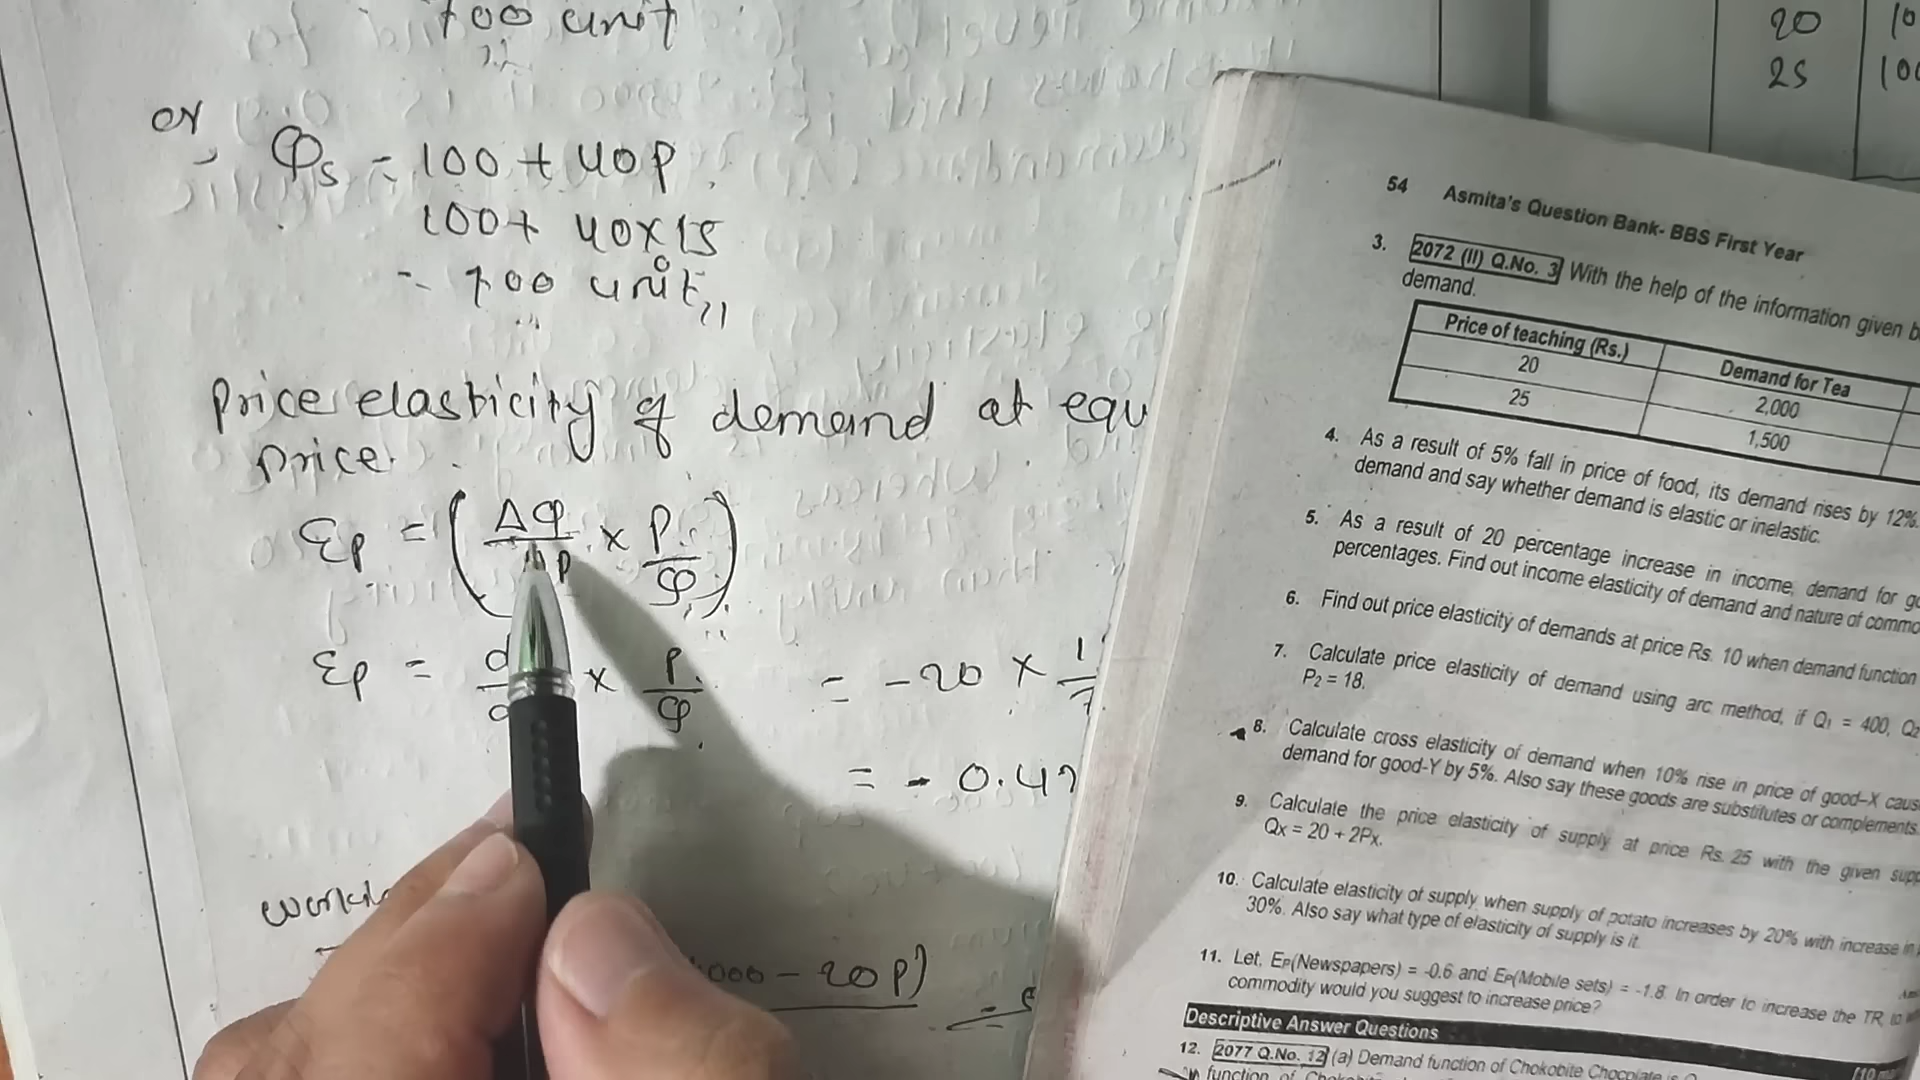 700 unit
or,
Qs = 100 + 40P
100 + 40×15
= 700 unit
Price elasticity of demand at equ
price.
Ep = (ΔQ/ P × P/Q)
Ep = × P/Q = -20 ×
= - 0.42
000 - 20P)
20 10
25 100
54 Asmita's Question Bank- BBS First Year
3. 2072 (II) Q.No. 3 With the help of the information given
demand.
Price of teaching (Rs.) Demand for Tea
20 2,000
25 1,500
4. As a result of 5% fall in price of food, its demand rises by 12%.
demand and say whether demand is elastic or inelastic.
5. As a result of 20 percentage increase in income, demand for
percentages. Find out income elasticity of demand and nature of
6. Find out price elasticity of demands at price Rs. 10 when demand function
7. Calculate price elasticity of demand using arc method, if Q1 = 400,
P2 = 18.
8. Calculate cross elasticity of demand when 10% rise in price of good–X
demand for good-Y by 5%. Also say these goods are substitutes or complements.
9. Calculate the price elasticity of supply at price Rs. 25 with the given
Qx = 20 + 2Px.
10. Calculate elasticity of supply when supply of potato increases by 20% with increase in
30%. Also say what type of elasticity of supply is it.
11. Let, EP(Newspapers) = -0.6 and EP(Mobile sets) = -1.8. In order to increase the TR,
commodity would you suggest to increase price?
Descriptive Answer Questions
12. 2077 Q.No. 12 (a) Demand function of Chokobite Chocolate is
function of